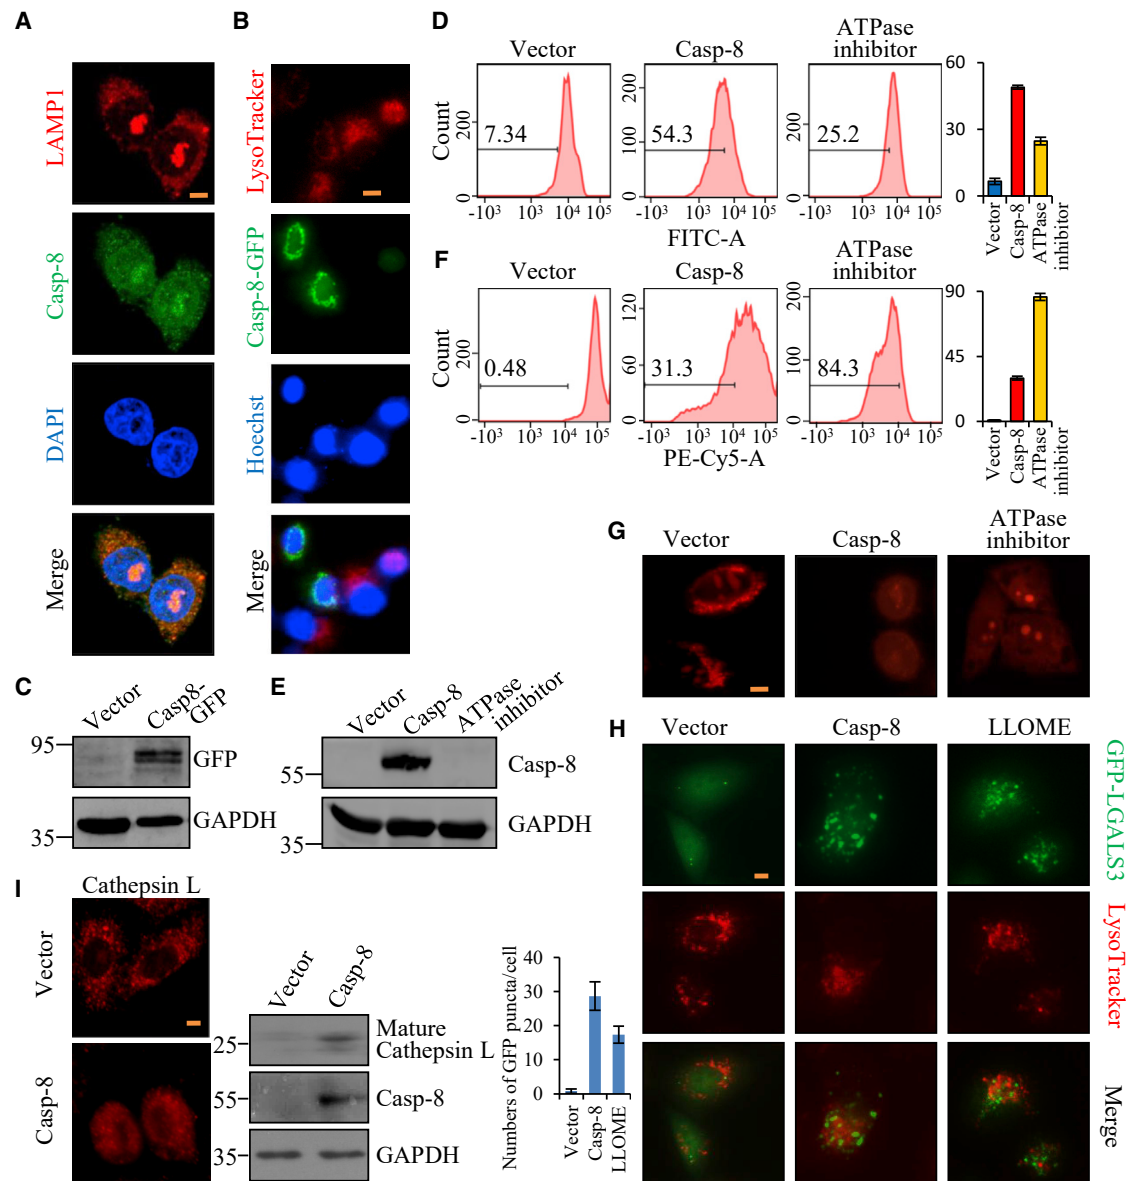 A
LAMP1
Casp-8
DAPI
Merge
B
LysoTracker
Casp-8-GFP
Hoechst
Merge
C
Vector
Casp8-
GFP
95
GFP
35
GAPDH
D
Vector
Casp-8
ATPase
inhibitor
Count
7.34
54.3
25.2
200
0
200
100
0
200
0
-10³ 10³ 10⁴ 10⁵
-10³ 10³ 10⁴ 10⁵
-10³ 10³ 10⁴ 10⁵
FITC-A
60
30
0
Vector
Casp-8
ATPase
inhibitor
E
Vector
Casp-8
ATPase
inhibitor
55
Casp-8
35
GAPDH
F
Vector
Casp-8
ATPase
inhibitor
Count
0.48
31.3
84.3
200
0
120
60
0
200
100
0
-10³ 10³ 10⁴ 10⁵
-10³ 10³ 10⁴ 10⁵
-10³ 10³ 10⁴ 10⁵
PE-Cy5-A
90
45
0
Vector
Casp-8
ATPase
inhibitor
G
Vector
Casp-8
ATPase
inhibitor
H
Vector
Casp-8
LLOME
GFP-LGALS3
LysoTracker
Merge
Numbers of GFP puncta/cell
40
30
20
10
0
Vector
Casp-8
LLOME
I
Cathepsin L
Vector
Casp-8
Vector
Casp-8
25
Mature
Cathepsin L
55
Casp-8
35
GAPDH